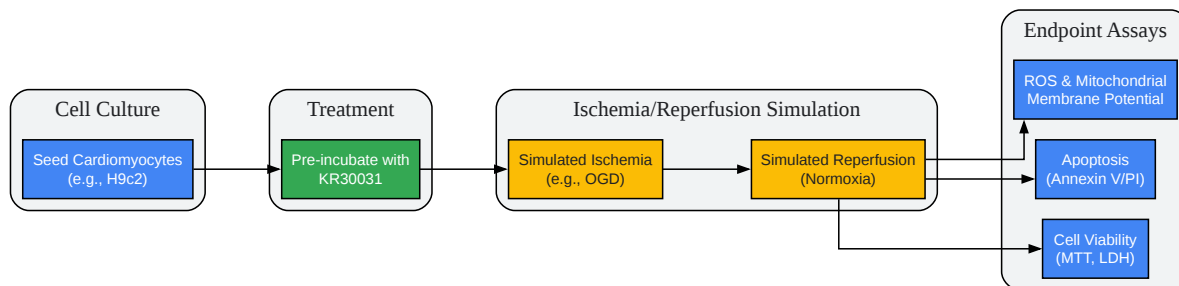 Cell Culture
Seed Cardiomyocytes
(e.g., H9c2)
Treatment
Pre-incubate with
KR30031
Ischemia/Reperfusion Simulation
Simulated Ischemia
(e.g., OGD)
Simulated Reperfusion
(Normoxia)
Endpoint Assays
ROS & Mitochondrial
Membrane Potential
Apoptosis
(Annexin V/PI)
Cell Viability
(MTT, LDH)